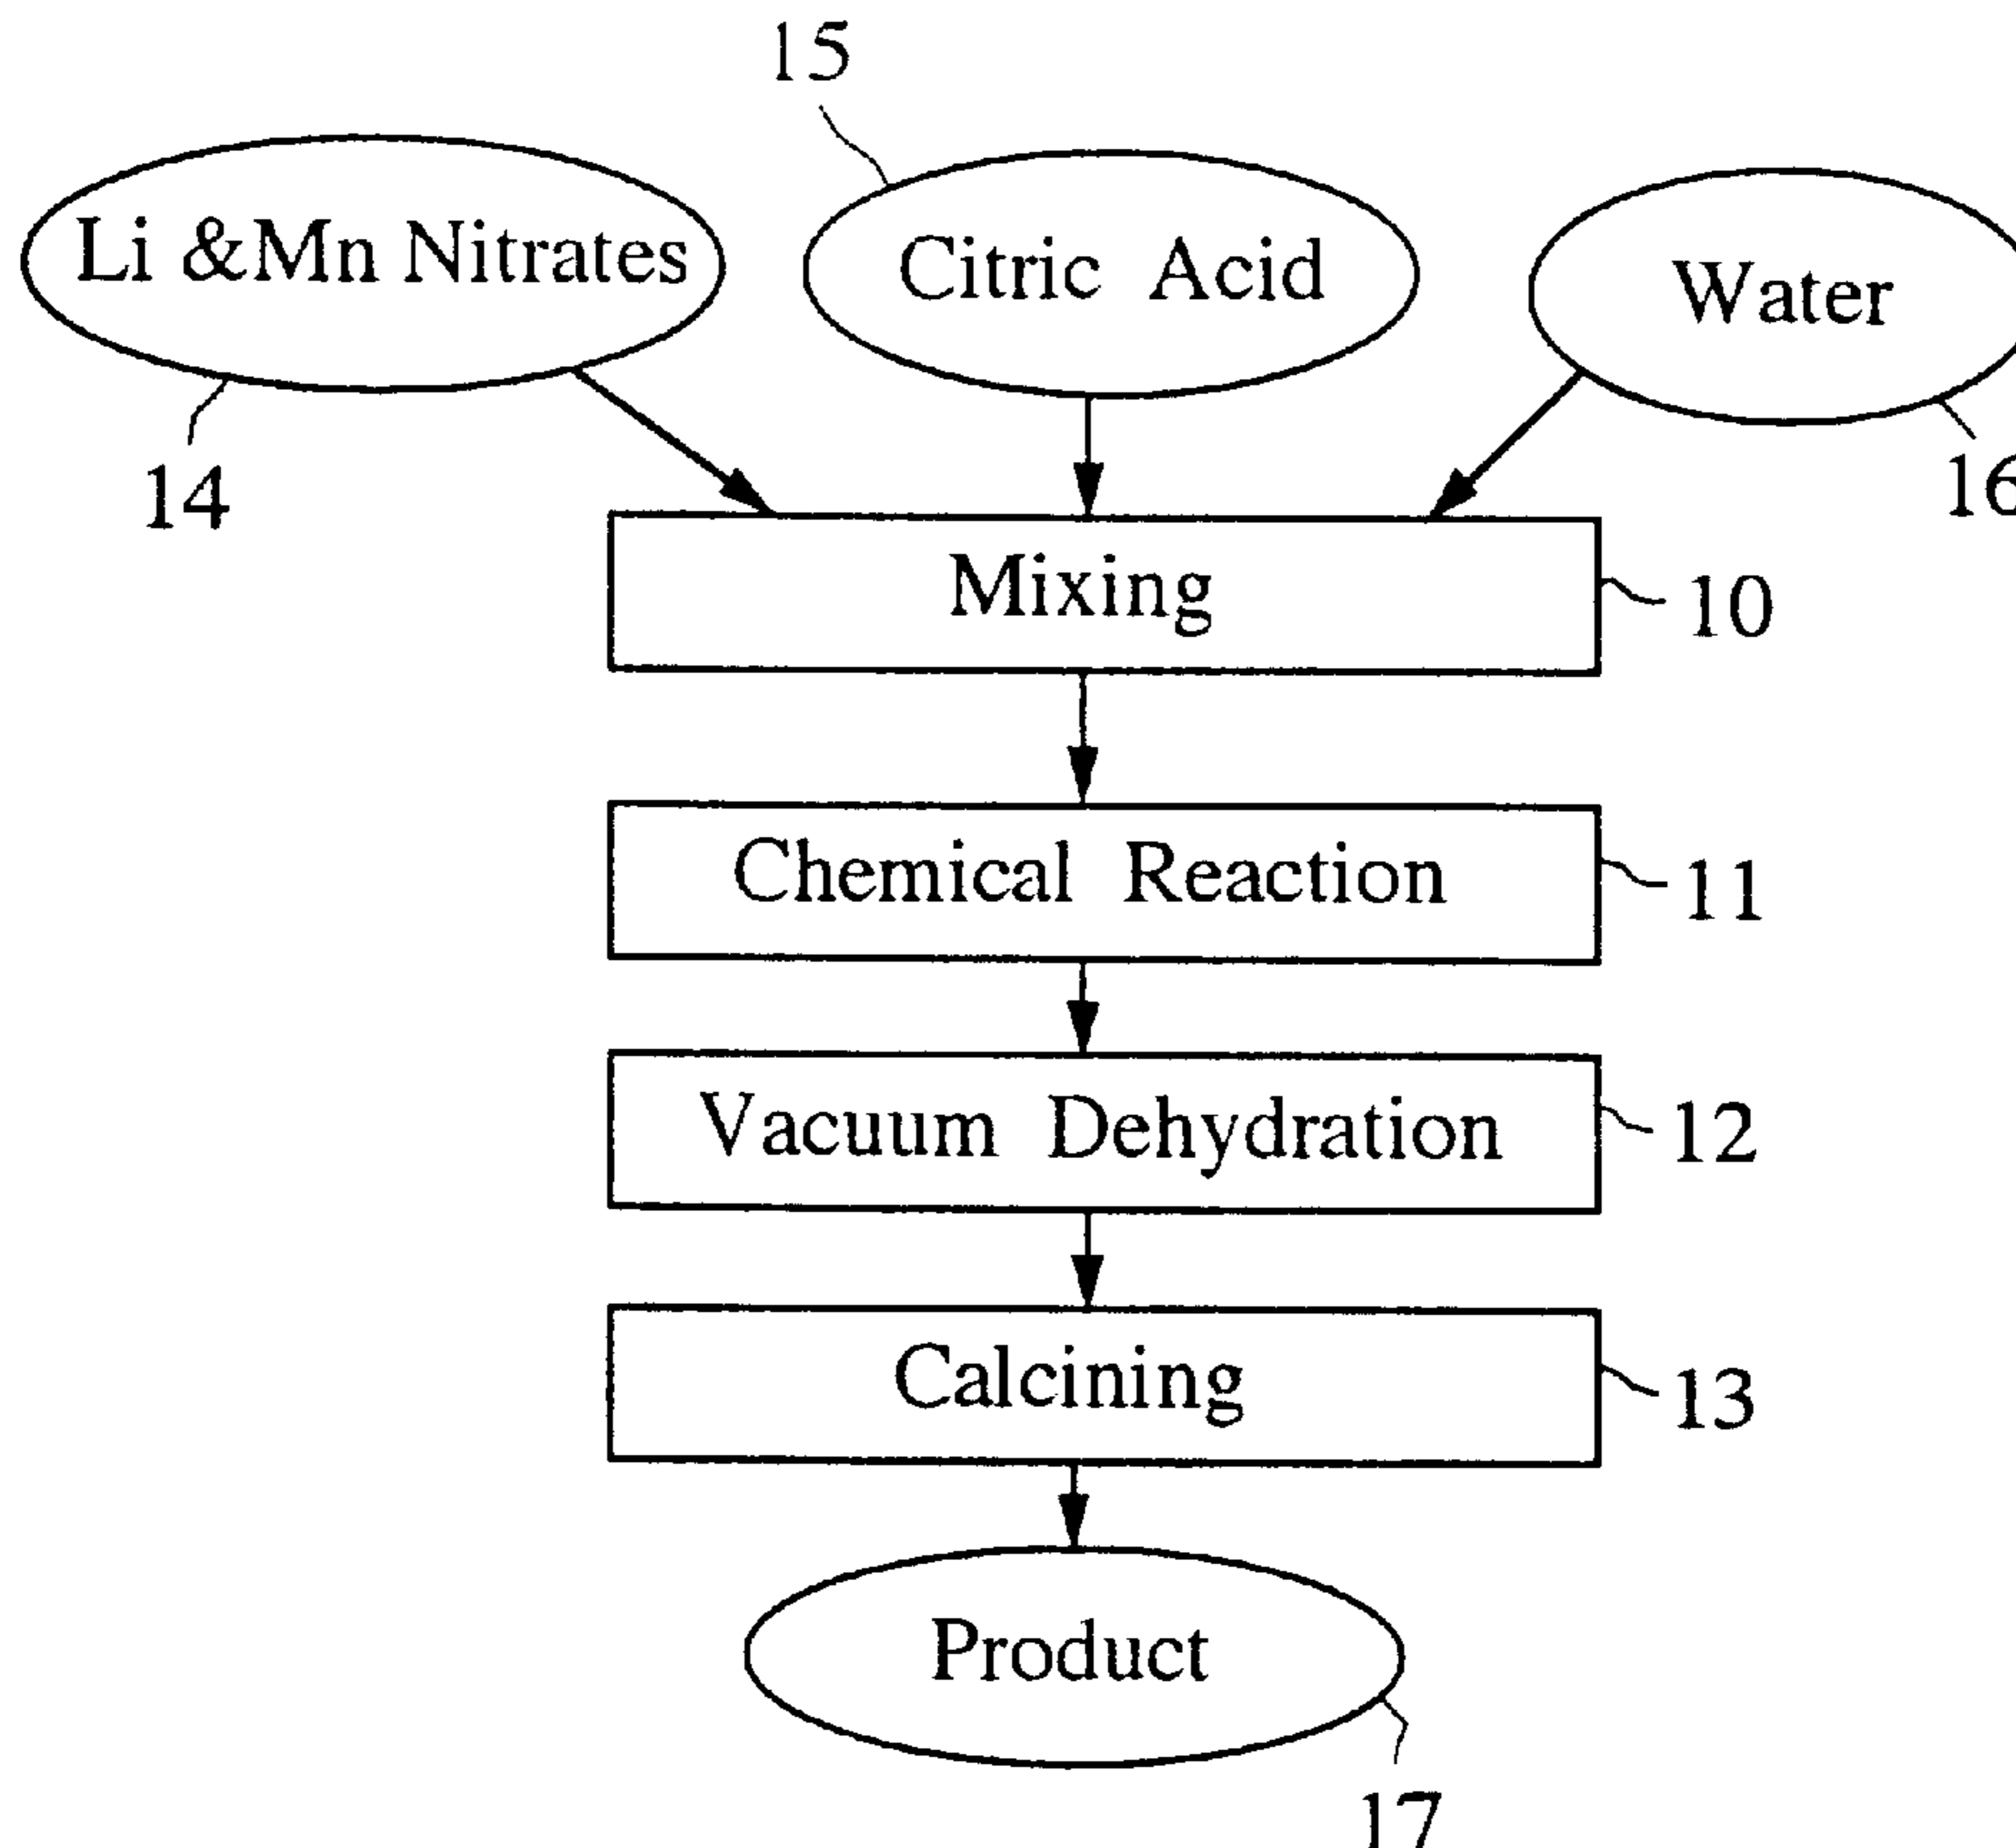 15
Li &Mn Nitrates
Citric Acid
Water
14
16
Mixing
10
Chemical Reaction
11
Vacuum Dehydration
12
Calcining
13
Product
17